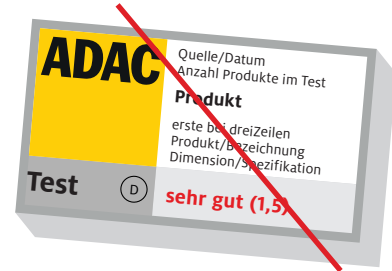 ADAC
Quelle/Datum
Anzahl Produkte im Test
Produkt
erste bei dreiZeilen
Produkt/Bezeichnung
Dimension/Spezifikation
Test
D
sehr gut (1,5)